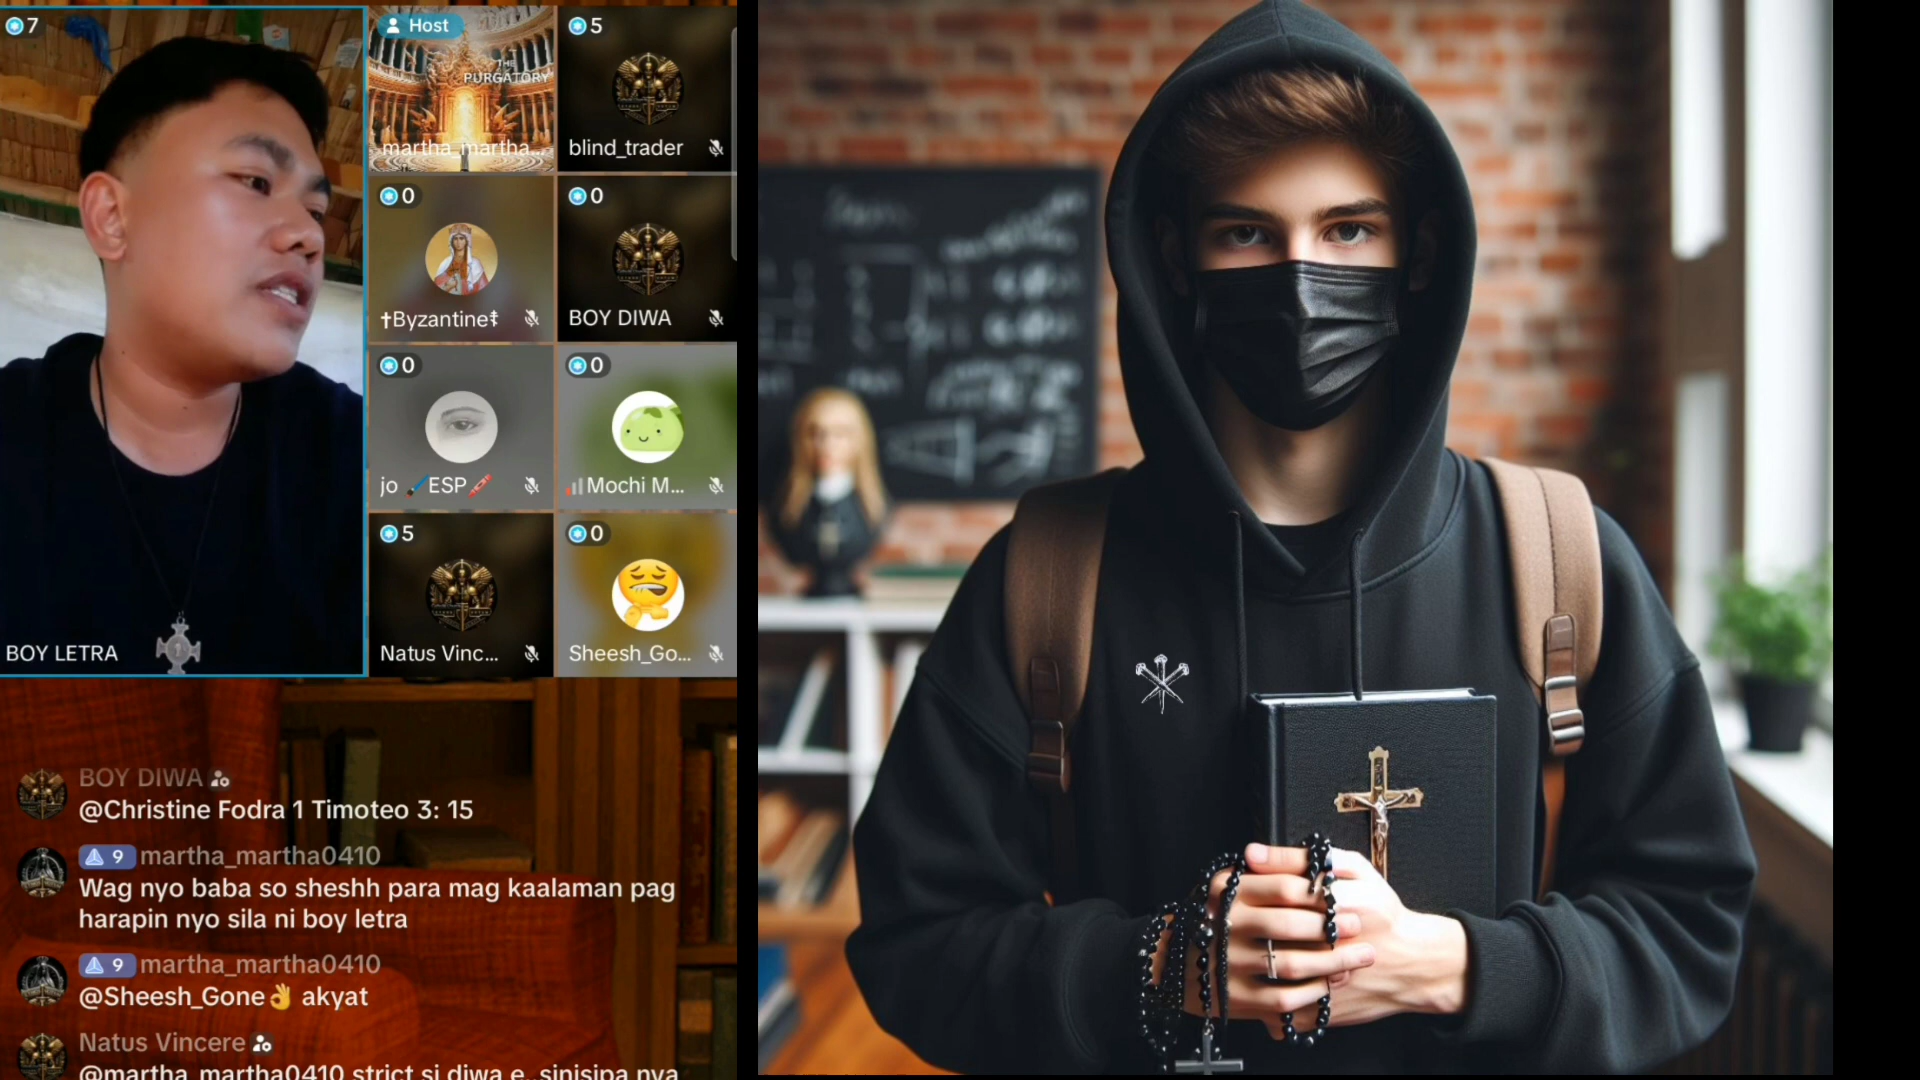 7
Host
THE
PURGATORY
martha_martha...
5
blind_trader
0
†Byzantine‡
0
BOY DIWA
0
jo 🖌️ESP🖍️
0
Mochi M...
BOY LETRA
5
Natus Vinc...
0
Sheesh_Go...
BOY DIWA
@Christine Fodra 1 Timoteo 3: 15
9 martha_martha0410
Wag nyo baba so sheshh para mag kaalaman pag
harapin nyo sila ni boy letra
9 martha_martha0410
@Sheesh_Gone👌 akyat
Natus Vincere
@martha_martha0410 strict si diwa e..sinisipa nya